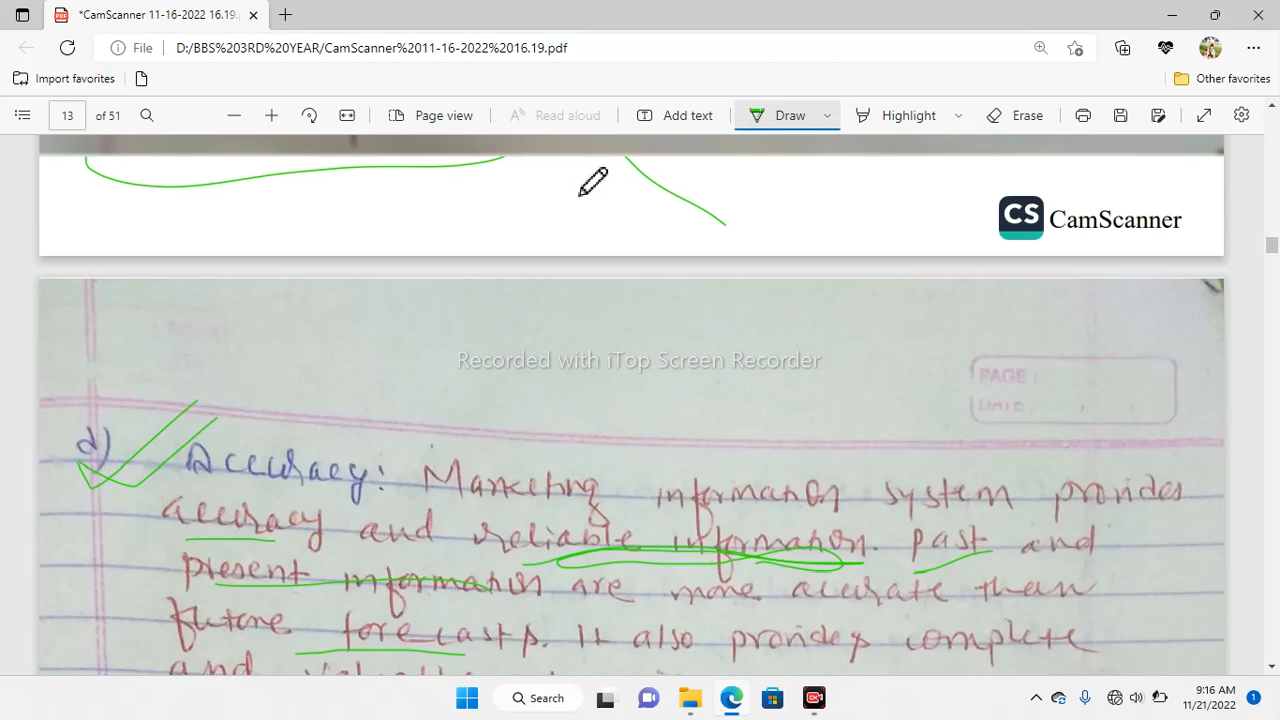 *CamScanner 11-16-2022 16.19.
File D:/BBS%203RD%20YEAR/CamScanner%2011-16-2022%2016.19.pdf
Import favorites
Other favorites
13 of 51 Page view Read aloud Add text Draw Highlight Erase
CS CamScanner
Recorded with iTop Screen Recorder
PAGE :
DATE
d) Accuracy: Marketing information system provides
accuracy and reliable information. Past and
present information are more accurate than
future forecasts. It also provides complete
and
Search
9:16 AM
11/21/2022
1